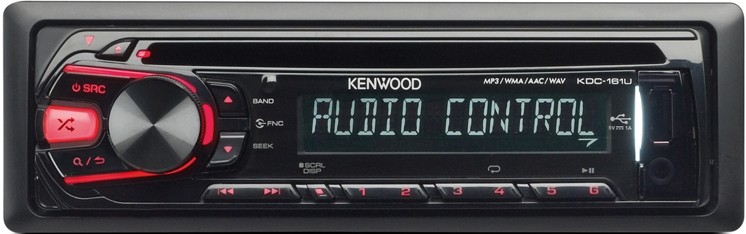 KENWOOD
MP3/WMA/AAC/WAV KDC-161U
SRC
BAND
FNC
SEEK
AUDIO CONTROL
5V⎓1A
SCRL
DISP
1 2 3 4 5 6